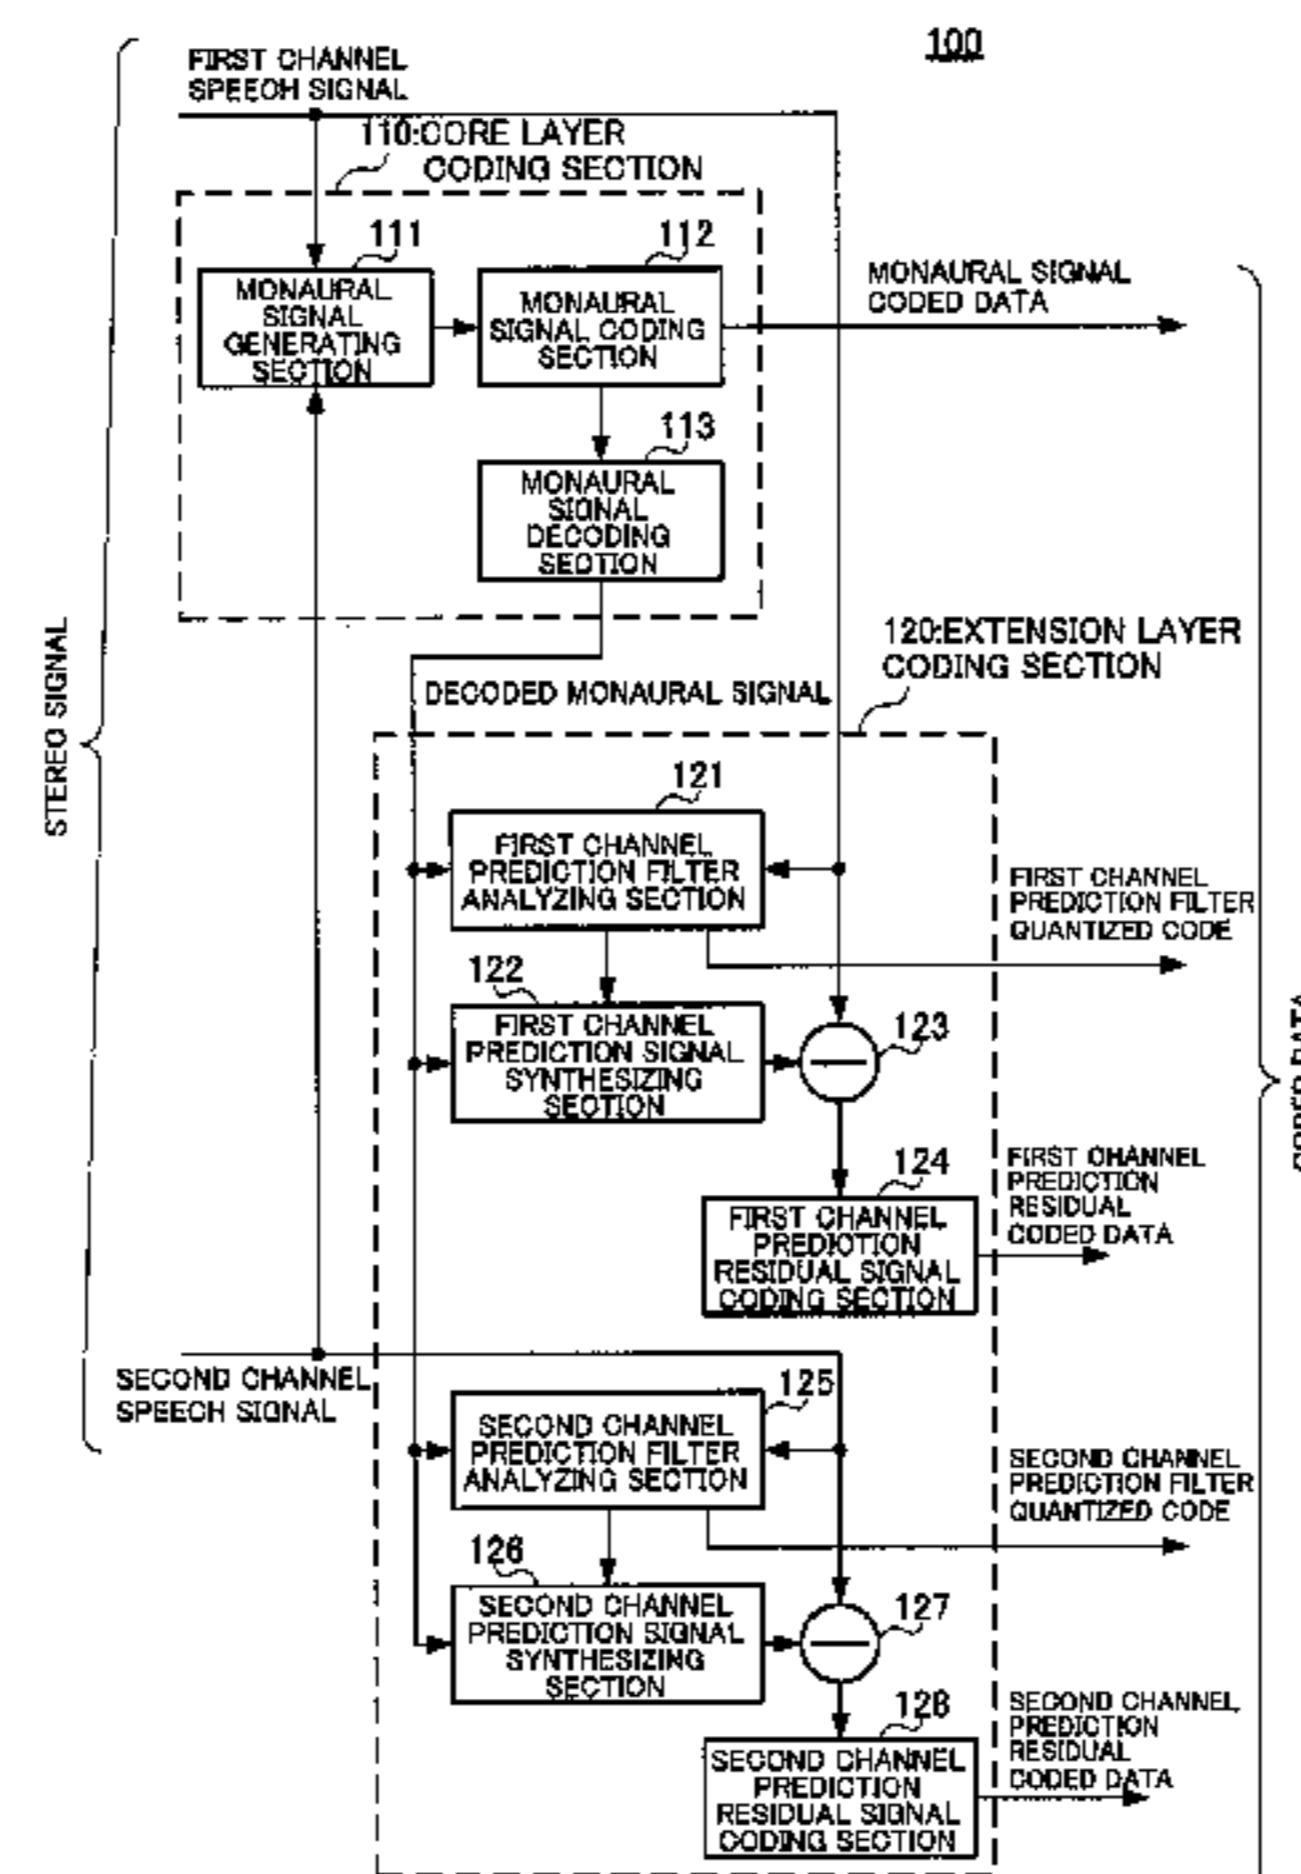 100
FIRST CHANNEL
SPEECH SIGNAL
110:CORE LAYER
CODING SECTION
111
MONAURAL
SIGNAL
GENERATING
SECTION
112
MONAURAL
SIGNAL CODING
SECTION
MONAURAL SIGNAL
CODED DATA
113
MONAURAL
SIGNAL
DECODING
SECTION
STEREO SIGNAL
120:EXTENSION LAYER
CODING SECTION
DECODED MONAURAL SIGNAL
121
FIRST CHANNEL
PREDICTION FILTER
ANALYZING SECTION
FIRST CHANNEL
PREDICTION FILTER
QUANTIZED CODE
122
FIRST CHANNEL
PREDICTION SIGNAL
SYNTHESIZING
SECTION
123
CODED DATA
124
FIRST CHANNEL
PREDICTION
RESIDUAL SIGNAL
CODING SECTION
FIRST CHANNEL
PREDICTION
RESIDUAL
CODED DATA
SECOND CHANNEL
SPEECH SIGNAL
125
SECOND CHANNEL
PREDICTION FILTER
ANALYZING SECTION
SECOND CHANNEL
PREDICTION FILTER
QUANTIZED CODE
126
SECOND CHANNEL
PREDICTION SIGNAL
SYNTHESIZING
SECTION
127
128
SECOND CHANNEL
PREDICTION
RESIDUAL SIGNAL
CODING SECTION
SECOND CHANNEL
PREDICTION
RESIDUAL
CODED DATA